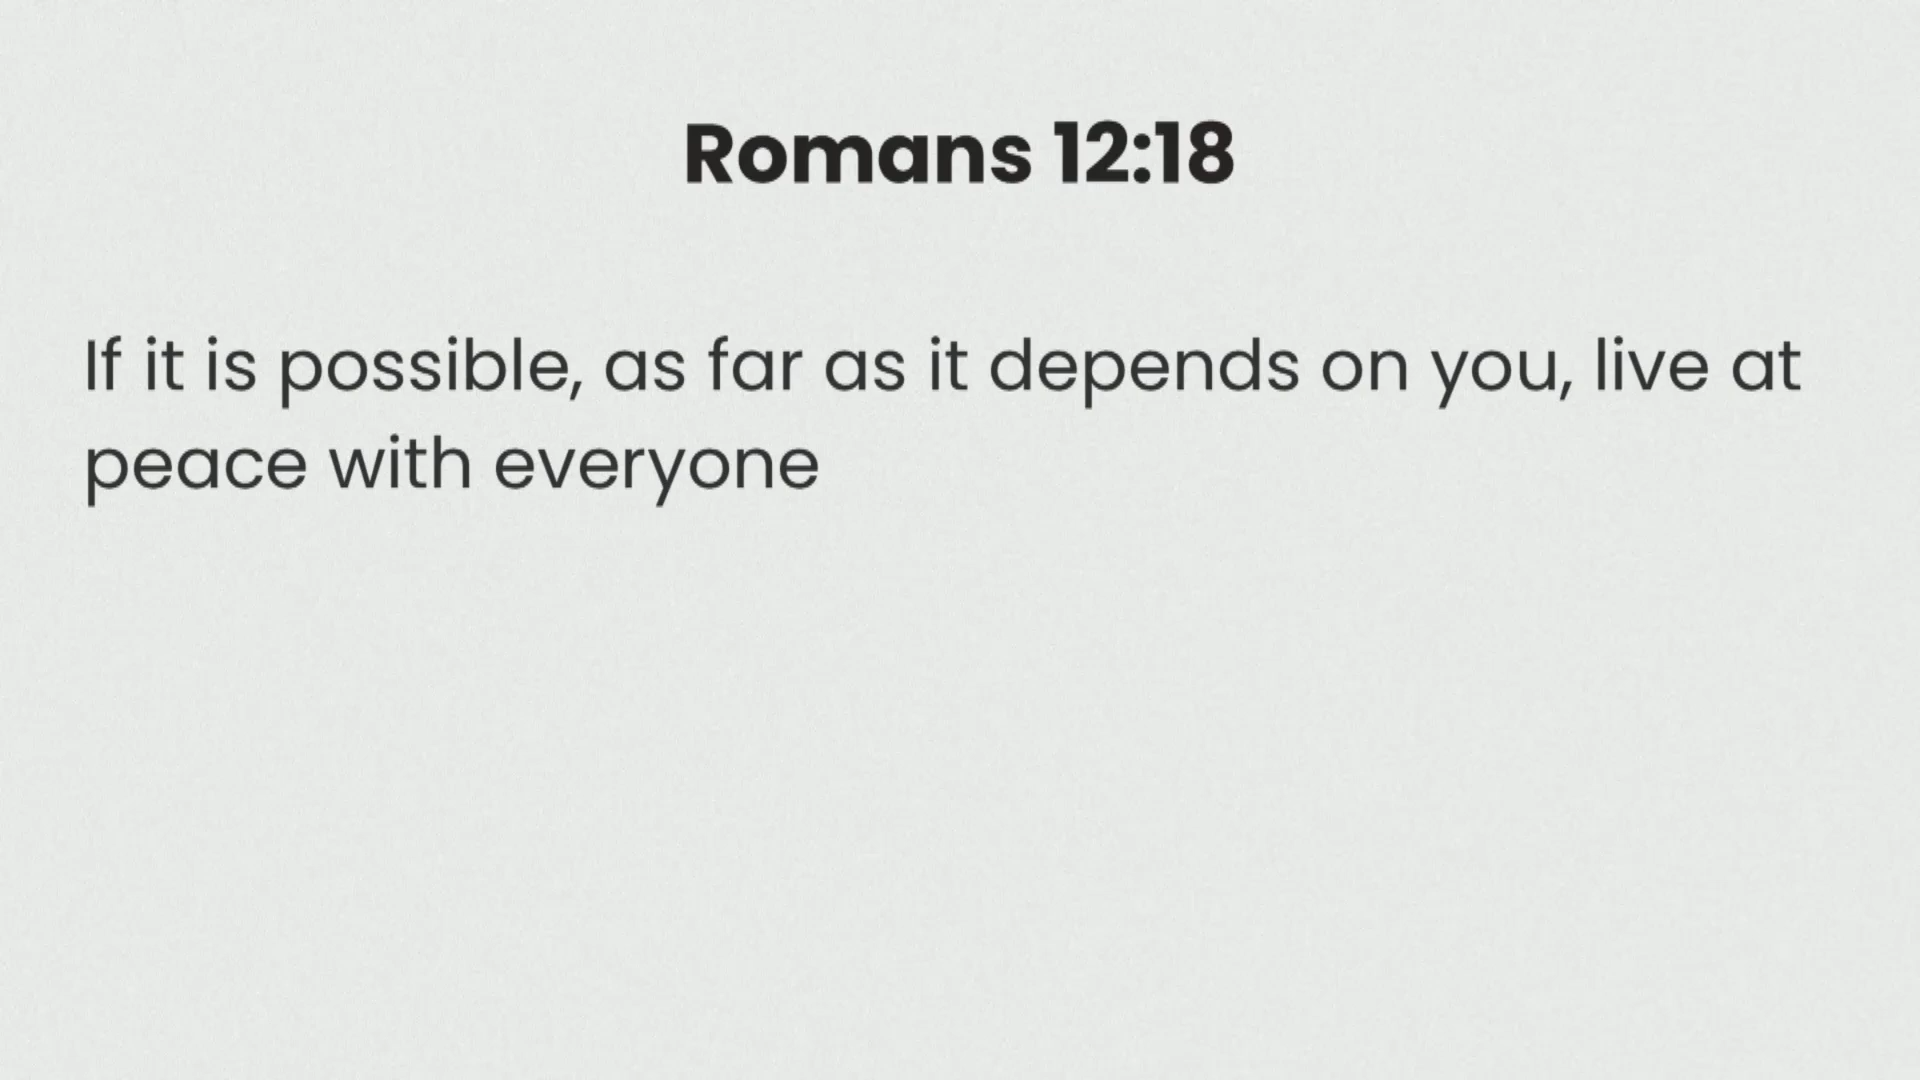 Romans 12:18
If it is possible, as far as it depends on you, live at
peace with everyone